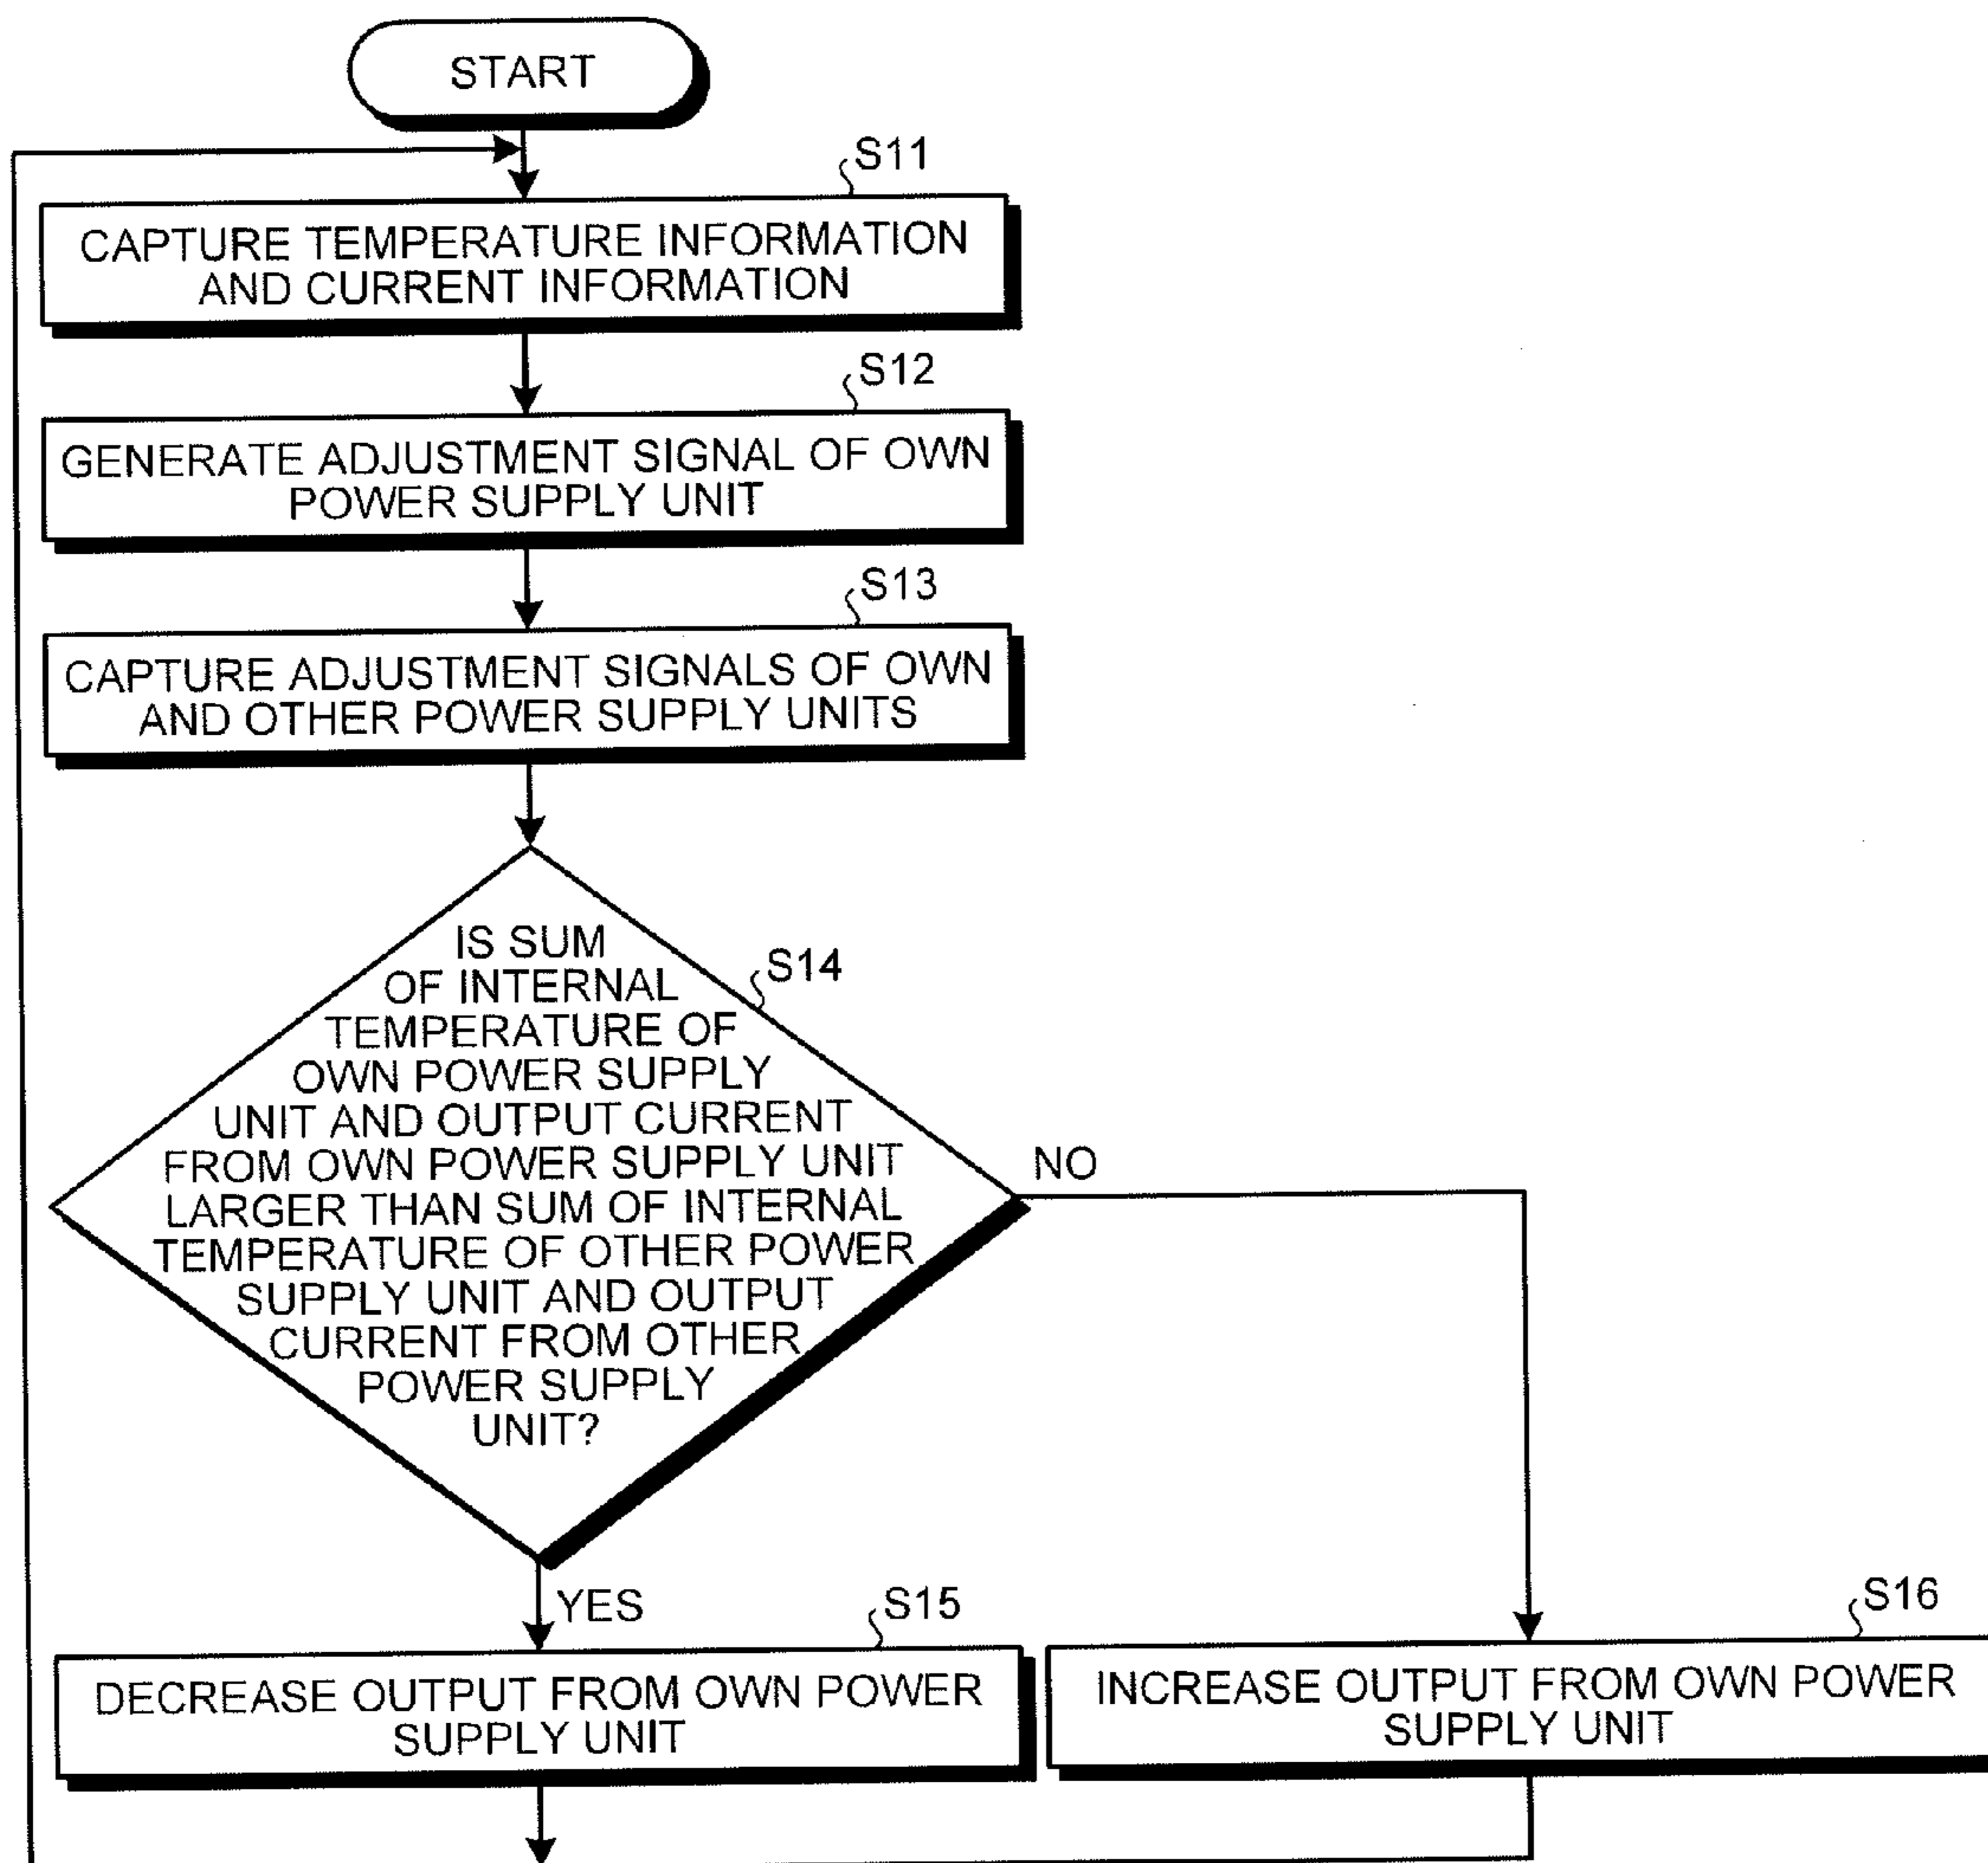 START
S11
CAPTURE TEMPERATURE INFORMATION
AND CURRENT INFORMATION
S12
GENERATE ADJUSTMENT SIGNAL OF OWN
POWER SUPPLY UNIT
S13
CAPTURE ADJUSTMENT SIGNALS OF OWN
AND OTHER POWER SUPPLY UNITS
S14
IS SUM
OF INTERNAL
TEMPERATURE OF
OWN POWER SUPPLY
UNIT AND OUTPUT CURRENT
FROM OWN POWER SUPPLY UNIT
LARGER THAN SUM OF INTERNAL
TEMPERATURE OF OTHER POWER
SUPPLY UNIT AND OUTPUT
CURRENT FROM OTHER
POWER SUPPLY
UNIT?
NO
YES
S15
DECREASE OUTPUT FROM OWN POWER
SUPPLY UNIT
S16
INCREASE OUTPUT FROM OWN POWER
SUPPLY UNIT